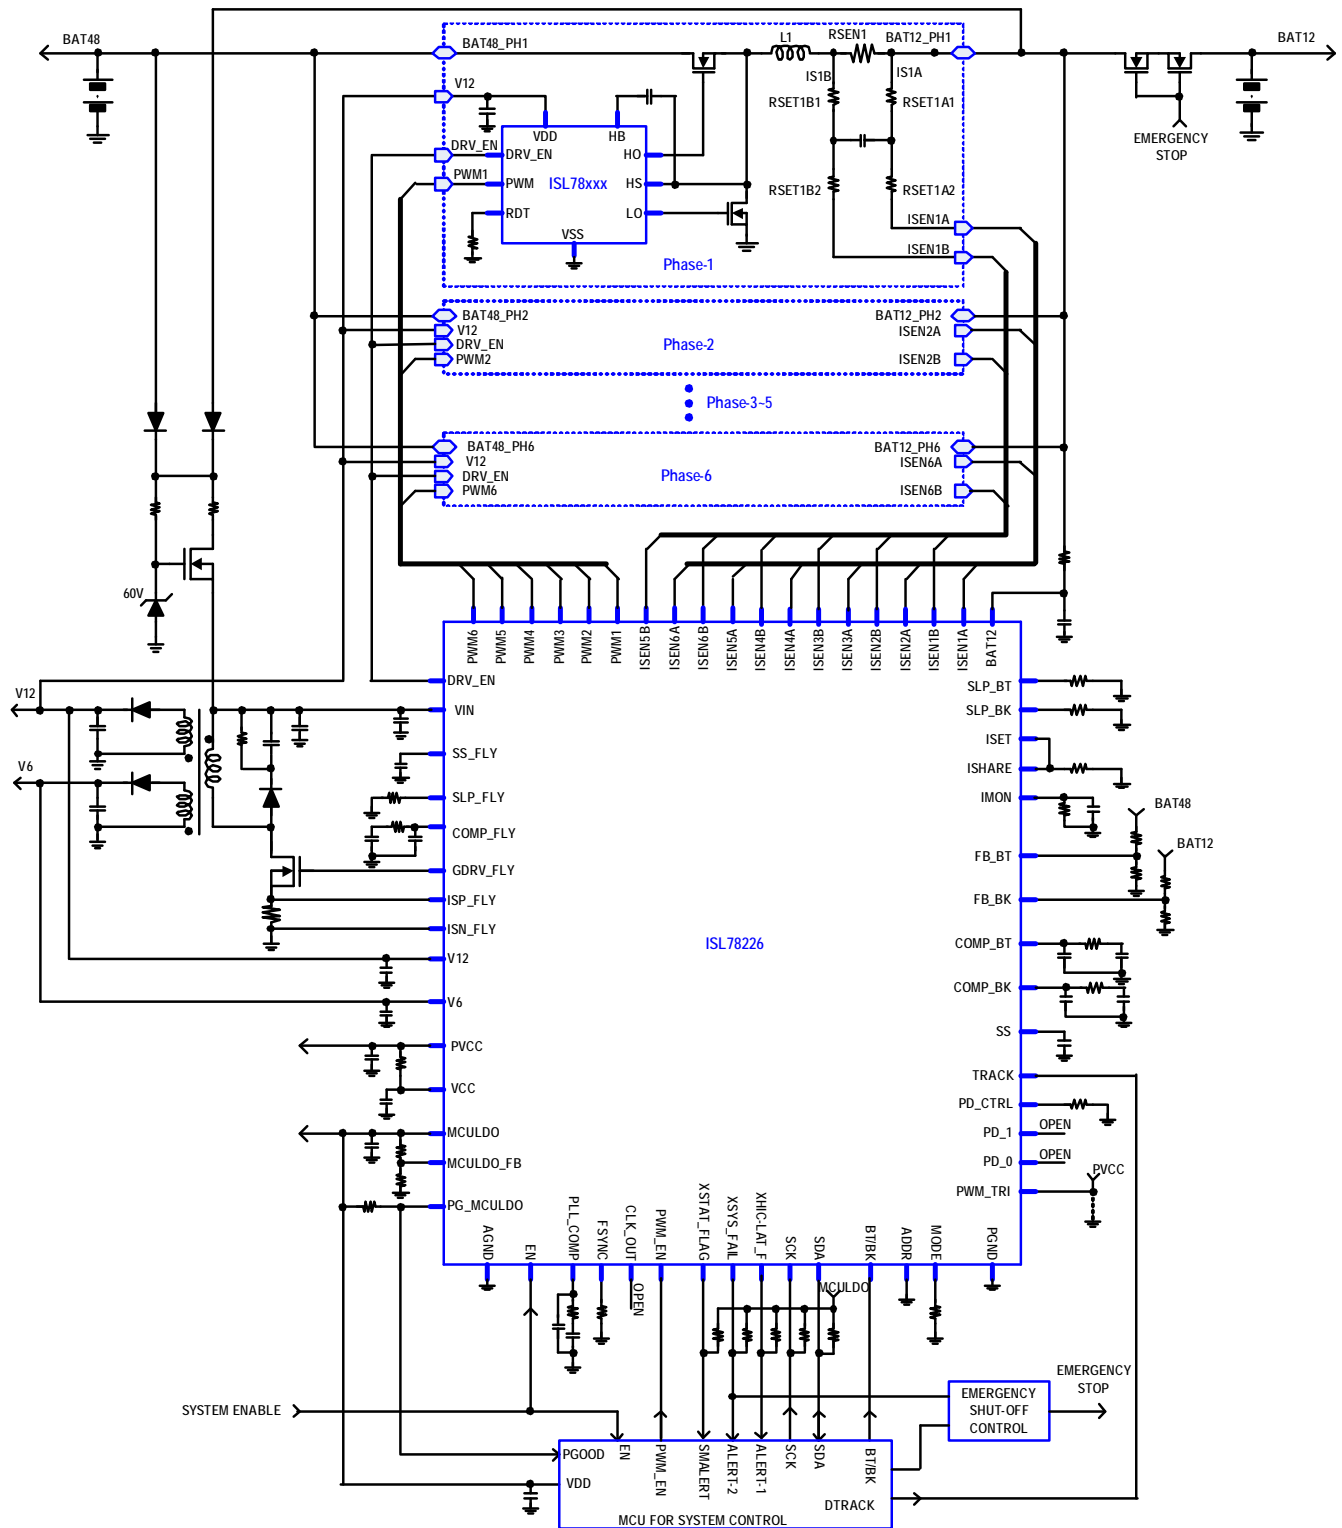 BAT48
BAT48_PH1
L1
RSEN1
BAT12_PH1
BAT12
V12
IS1B
IS1A
RSET1B1
RSET1A1
EMERGENCY
STOP
VDD
HB
DRV_EN
DRV_EN
HO
PWM1
PWM
ISL78xxx
HS
RSET1B2
RSET1A2
RDT
LO
ISEN1A
VSS
ISEN1B
Phase-1
BAT48_PH2
BAT12_PH2
V12
ISEN2A
DRV_EN
Phase-2
PWM2
ISEN2B
Phase-3~5
BAT48_PH6
BAT12_PH6
V12
ISEN6A
DRV_EN
Phase-6
PWM6
ISEN6B
60V
PWM6
PWM5
PWM4
PWM3
PWM2
PWM1
ISEN5B
ISEN6A
ISEN6B
ISEN5A
ISEN4B
ISEN4A
ISEN3B
ISEN3A
ISEN2B
ISEN2A
ISEN1B
ISEN1A
BAT12
DRV_EN
SLP_BT
V12
VIN
SLP_BK
ISET
SS_FLY
V6
ISHARE
SLP_FLY
IMON
BAT48
COMP_FLY
BAT12
FB_BT
GDRV_FLY
ISP_FLY
FB_BK
ISN_FLY
ISL78226
COMP_BT
V12
COMP_BK
V6
SS
PVCC
TRACK
VCC
PD_CTRL
MCULDO
PD_1
OPEN
MCULDO_FB
PD_0
OPEN
PVCC
PWM_TRI
PG_MCULDO
AGND
EN
PLL_COMP
FSYNC
CLK_OUT
PWM_EN
XSTAT_FLAG
XSYS_FAIL
XHIC-LAT_F
SCK
SDA
BT/BK
ADDR
MODE
PGND
OPEN
MCULDO
EMERGENCY
STOP
EMERGENCY
SHUT-OFF
CONTROL
SYSTEM ENABLE
PGOOD
EN
PWM_EN
SMALERT
ALERT-2
ALERT-1
SCK
SDA
BT/BK
VDD
DTRACK
MCU FOR SYSTEM CONTROL